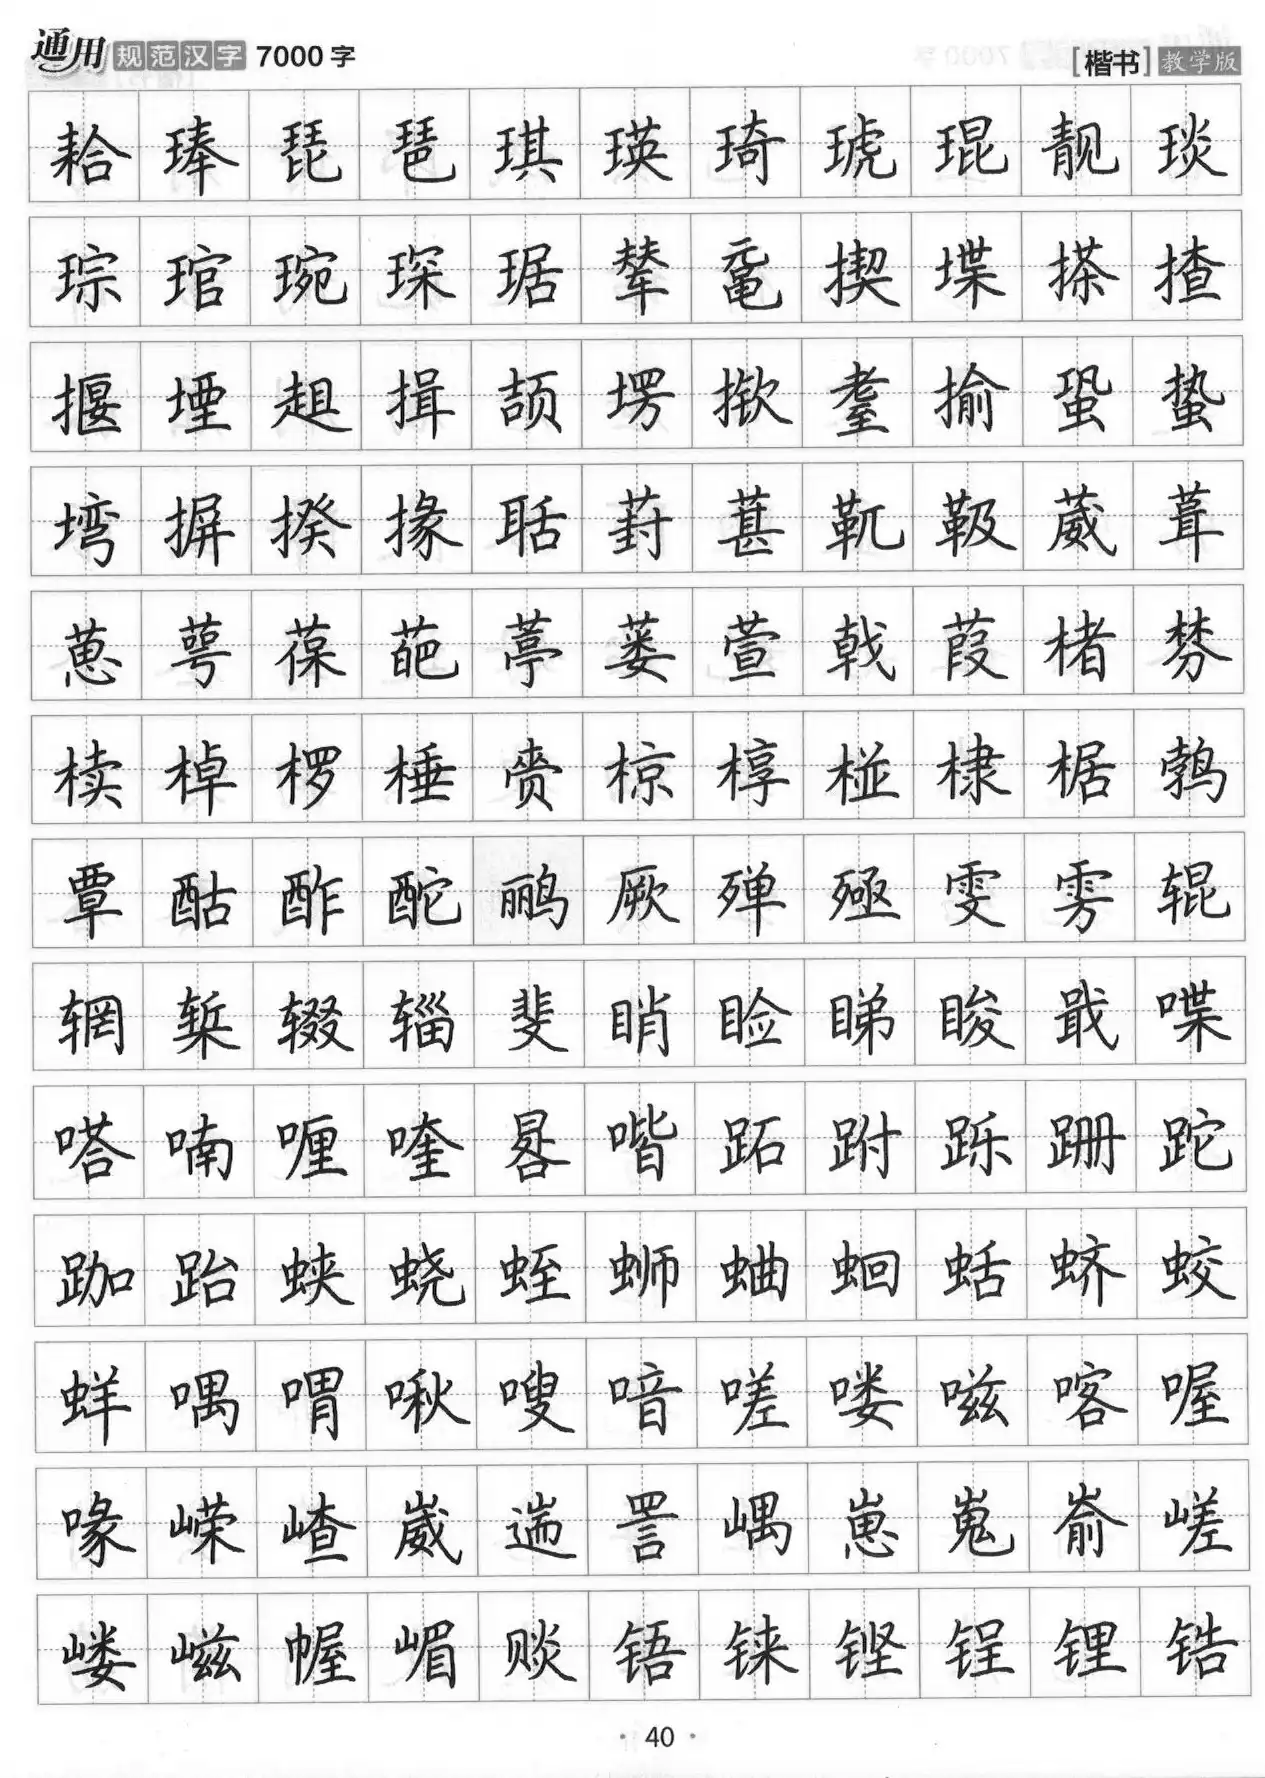 通用规范汉字 7000 字 [楷书] 教学版
耠琫琵琶琪瑛琦琥琨靓琰
琮琯琬琛琚辇鼋揳堞搽揸
揠堙趄揖颉塄揿耋揄蛩蛰
塆摒揆掾聒葑葚靰靸葳葺
葸萼葆葩葶蒌萱戟葭楮棼
椟棹椤棰赍椋椁椪棣椐鹁
覃酤酢酡鹂厥殚殛雯雱辊
辋椠辍辎斐睄睑睇睃戢喋
嗒喃喱喹晷喈跖跗跞跚跎
跏跆蛱蛲蛭蛳蛐蛔蛞蛴蛟
蛘喁喟啾嗖喑嗟喽嗞喀喔
喙嵘嵖崴遄詈嵎崽嵬嵛嵯
嵝嵫幄嵋赕铻铼铿锃锂锆
· 40 ·